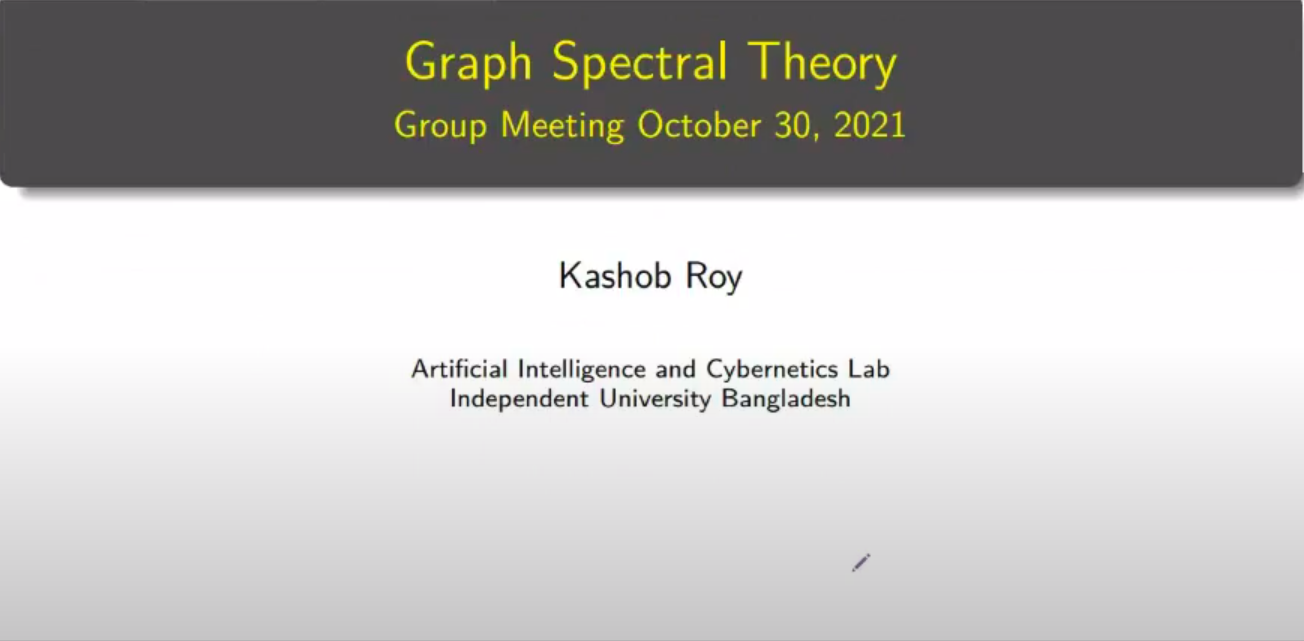 Graph Spectral Theory
Group Meeting October 30, 2021
Kashob Roy
Artificial Intelligence and Cybernetics Lab
Independent University Bangladesh